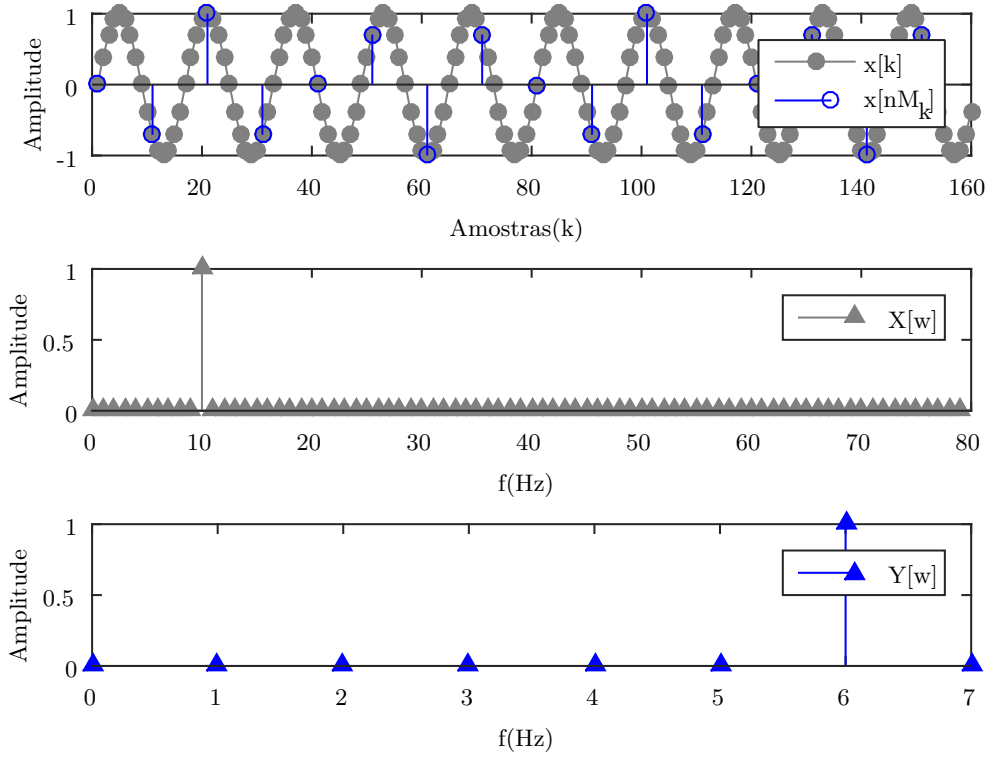 Amplitude
1
0
-1
x[k]
x[nM_k]
0 20 40 60 80 100 120 140 160
Amostras(k)
Amplitude
1
0.5
0
X[w]
0 10 20 30 40 50 60 70 80
f(Hz)
Amplitude
1
0.5
0
Y[w]
0 1 2 3 4 5 6 7
f(Hz)